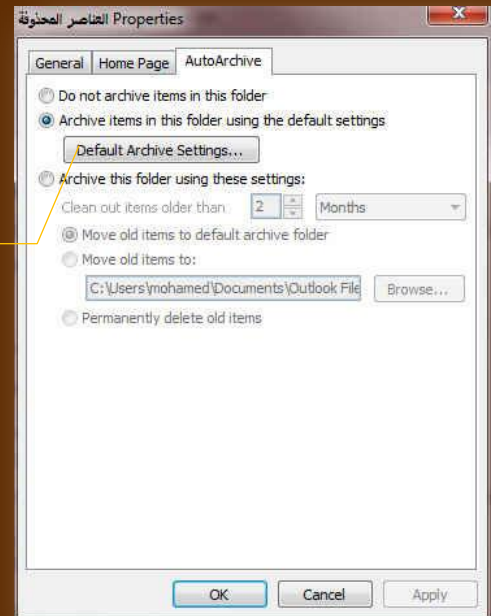 العناصر المحذوفة Properties
General Home Page AutoArchive
Do not archive items in this folder
Archive items in this folder using the default settings
Default Archive Settings...
Archive this folder using these settings:
Clean out items older than 2 Months
Move old items to default archive folder
Move old items to:
C:\Users\mohamed\Documents\Outlook File Browse...
Permanently delete old items
OK Cancel Apply